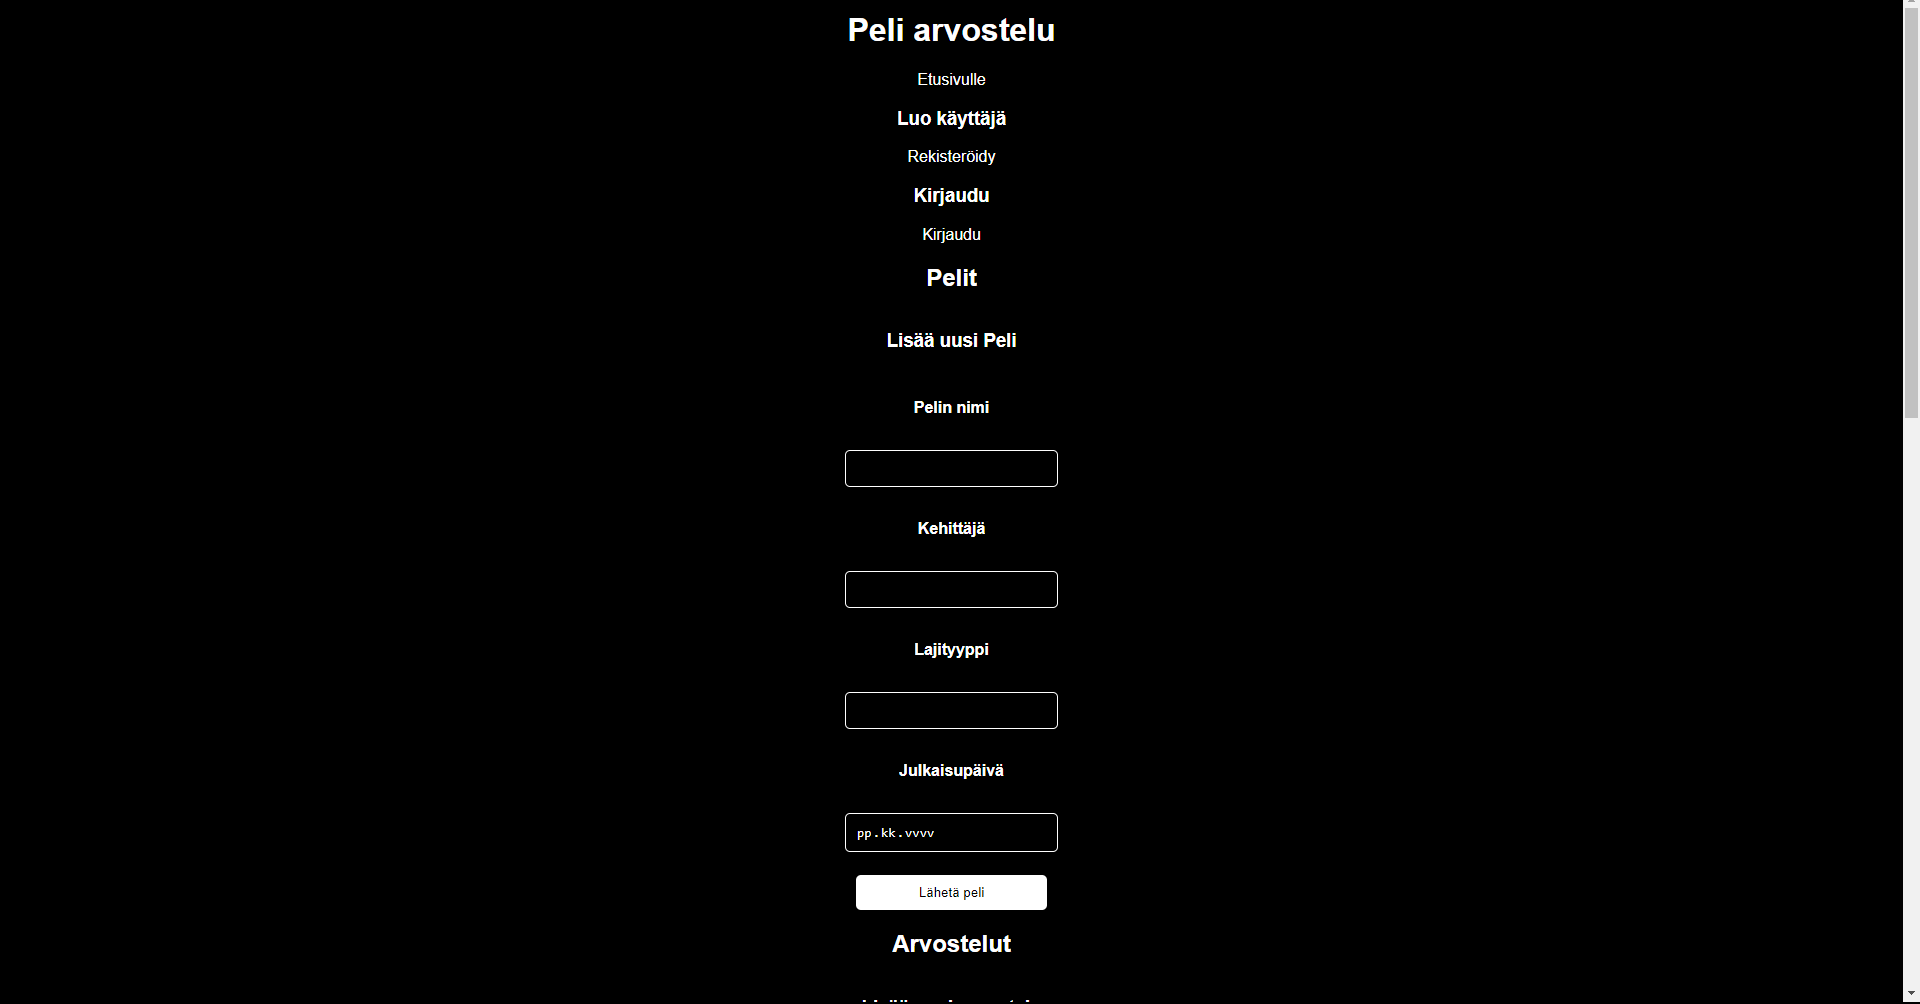 Peli arvostelu
Etusivulle
Luo käyttäjä
Rekisteröidy
Kirjaudu
Kirjaudu
Pelit
Lisää uusi Peli
Pelin nimi
Kehittäjä
Lajityyppi
Julkaisupäivä
pp.kk.vvvv
Lähetä peli
Arvostelut